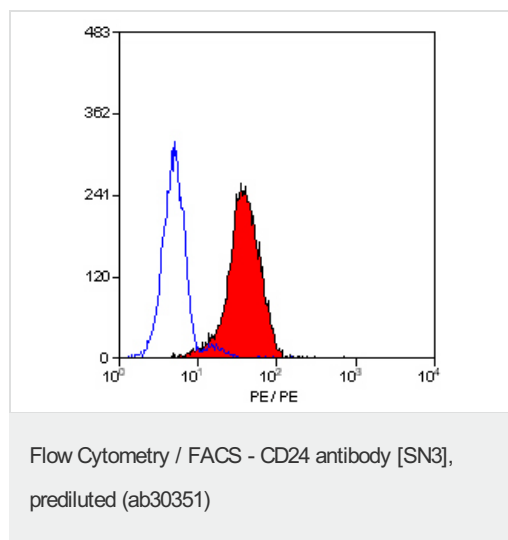 483
362
241
120
0
10⁰ 10¹ 10² 10³ 10⁴
PE / PE
Flow Cytometry / FACS - CD24 antibody [SN3],
prediluted (ab30351)